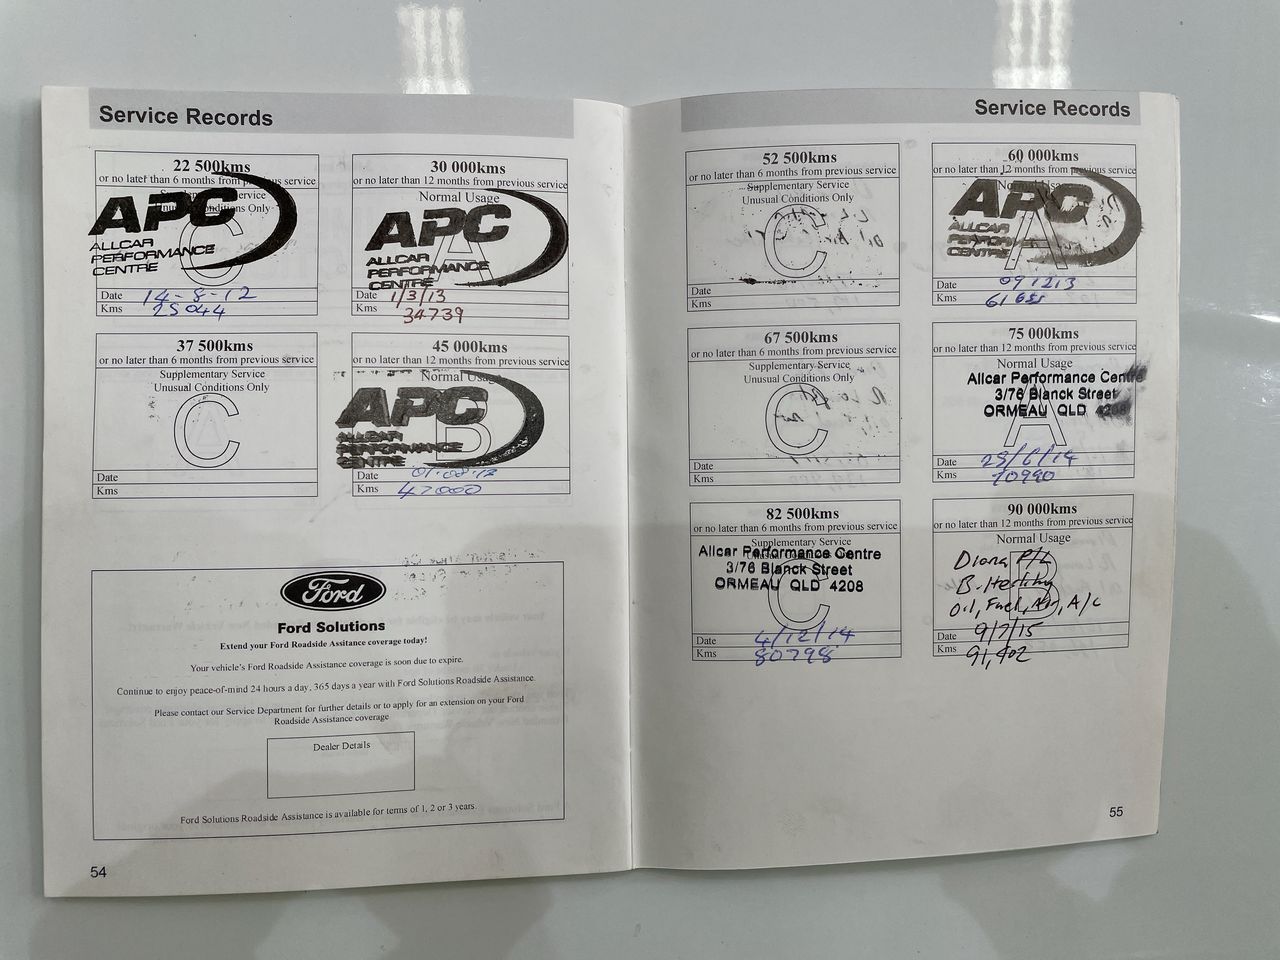 Service Records
22 500kms
or no later than 6 months from previous service
Supplementary Service
Unusual Conditions Only
C
APC
ALLCAR
PERFORMANCE
CENTRE
Date 14-8-12
Kms 25044
30 000kms
or no later than 12 months from previous service
Normal Usage
A
APC
ALLCAR
PERFORMANCE
CENTRE
Date 1/3/13
Kms 34739
37 500kms
or no later than 6 months from previous service
Supplementary Service
Unusual Conditions Only
C
Date
Kms
45 000kms
or no later than 12 months from previous service
Normal Usage
B
APC
ALLCAR
PERFORMANCE
CENTRE
Date
Kms 47000
Ford
Ford Solutions
Extend your Ford Roadside Assitance coverage today!
Your vehicle's Ford Roadside Assistance coverage is soon due to expire.
Continue to enjoy peace-of-mind 24 hours a day, 365 days a year with Ford Solutions Roadside Assistance.
Please contact our Service Department for further details or to apply for an extension on your Ford
Roadside Assistance coverage
Dealer Details
Ford Solutions Roadside Assistance is available for terms of 1, 2 or 3 years.
54
Service Records
52 500kms
or no later than 6 months from previous service
Supplementary Service
Unusual Conditions Only
C
Date
Kms
60 000kms
or no later than 12 months from previous service
Normal Usage
A
APC
ALLCAR
PERFORMANCE
CENTRE
Date 091213
Kms
67 500kms
or no later than 6 months from previous service
Supplementary Service
Unusual Conditions Only
C
Date
Kms
75 000kms
or no later than 12 months from previous service
Normal Usage
A
Allcar Performance Centre
3/76 Blanck Street
ORMEAU QLD 4208
Date
Kms 70990
82 500kms
or no later than 6 months from previous service
Supplementary Service
C
Allcar Performance Centre
3/76 Blanck Street
ORMEAU QLD 4208
Date 4/12/14
Kms 80798
90 000kms
or no later than 12 months from previous service
Normal Usage
B
Oil, Fuel, Air, A/C
Date 9/7/15
Kms 91,902
55